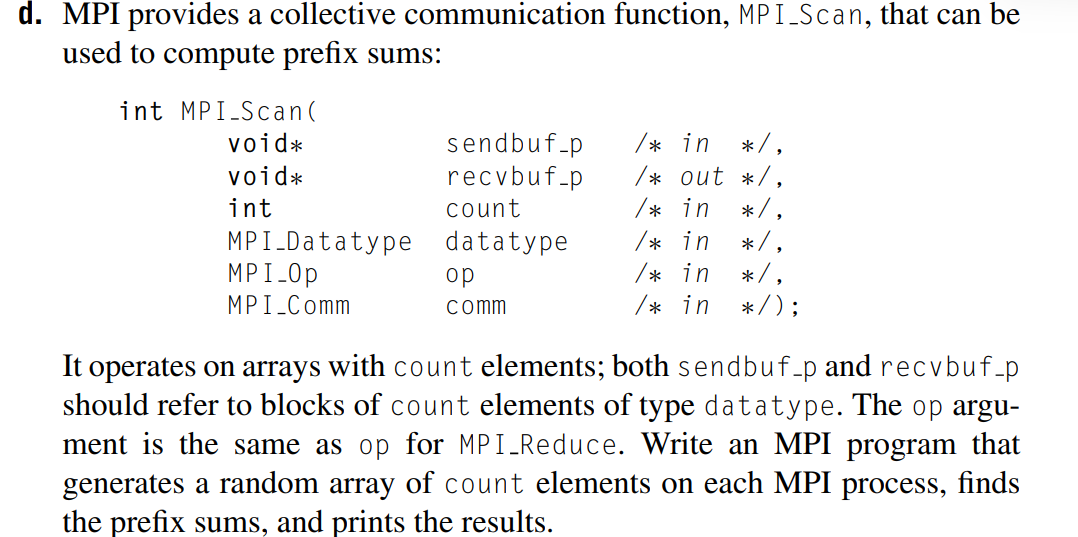 d. MPI provides a collective communication function, MPI_Scan, that can be
used to compute prefix sums:
int MPI_Scan(
void* sendbuf_p /* in */,
void* recvbuf_p /* out */,
int count /* in */,
MPI_Datatype datatype /* in */,
MPI_Op op /* in */,
MPI_Comm comm /* in */);
It operates on arrays with count elements; both sendbuf_p and recvbuf_p
should refer to blocks of count elements of type datatype. The op argu-
ment is the same as op for MPI_Reduce. Write an MPI program that
generates a random array of count elements on each MPI process, finds
the prefix sums, and prints the results.